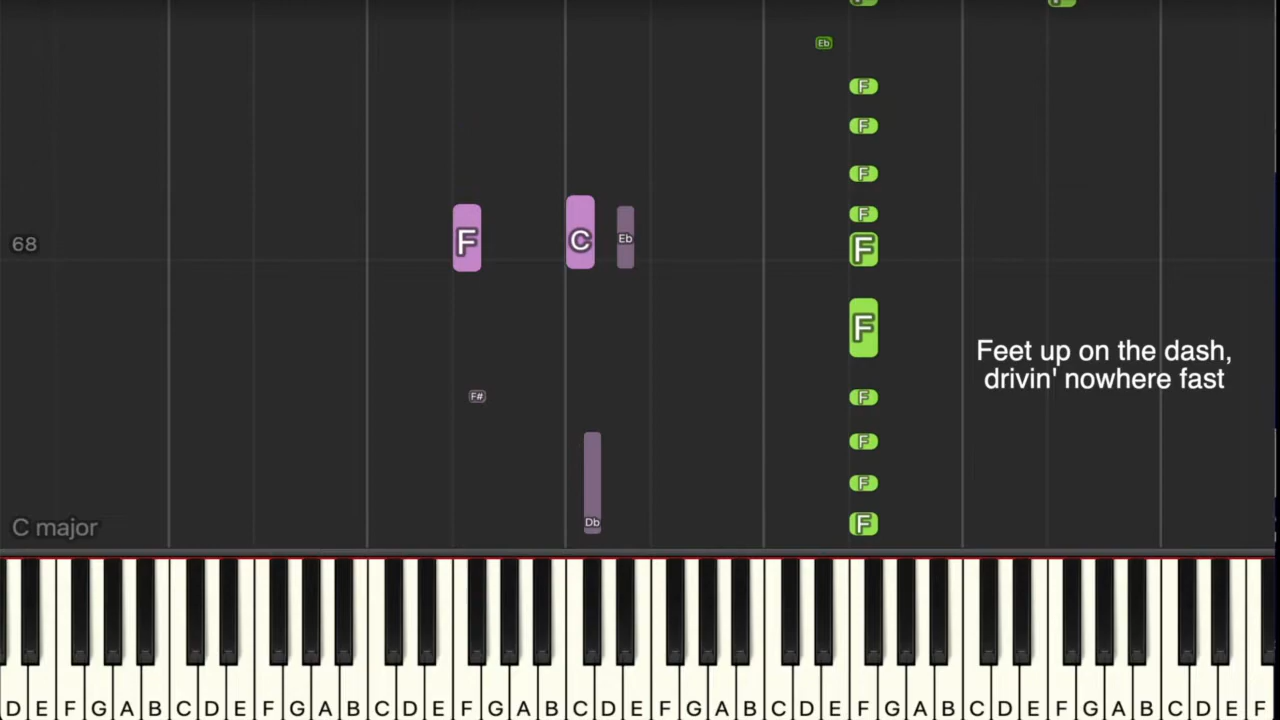 Eb
F
F
F
F
F
C
Eb
68
F
F
Feet up on the dash,
drivin' nowhere fast
F#
F
F
F
Db
F
C major
D E F G A B C D E F G A B C D E F G A B C D E F G A B C D E F G A B C D E F G A B C D E F